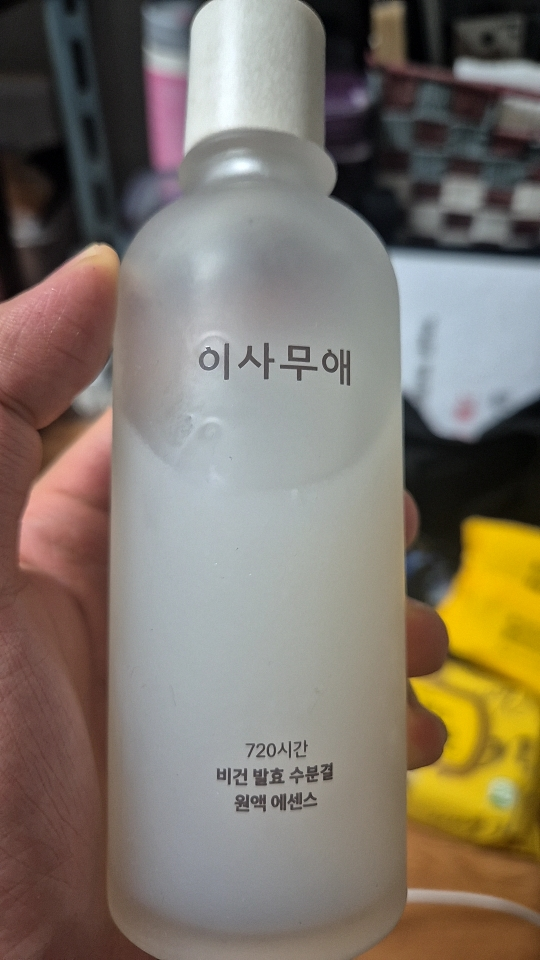 이사무애
720시간
비건 발효 수분결
원액 에센스